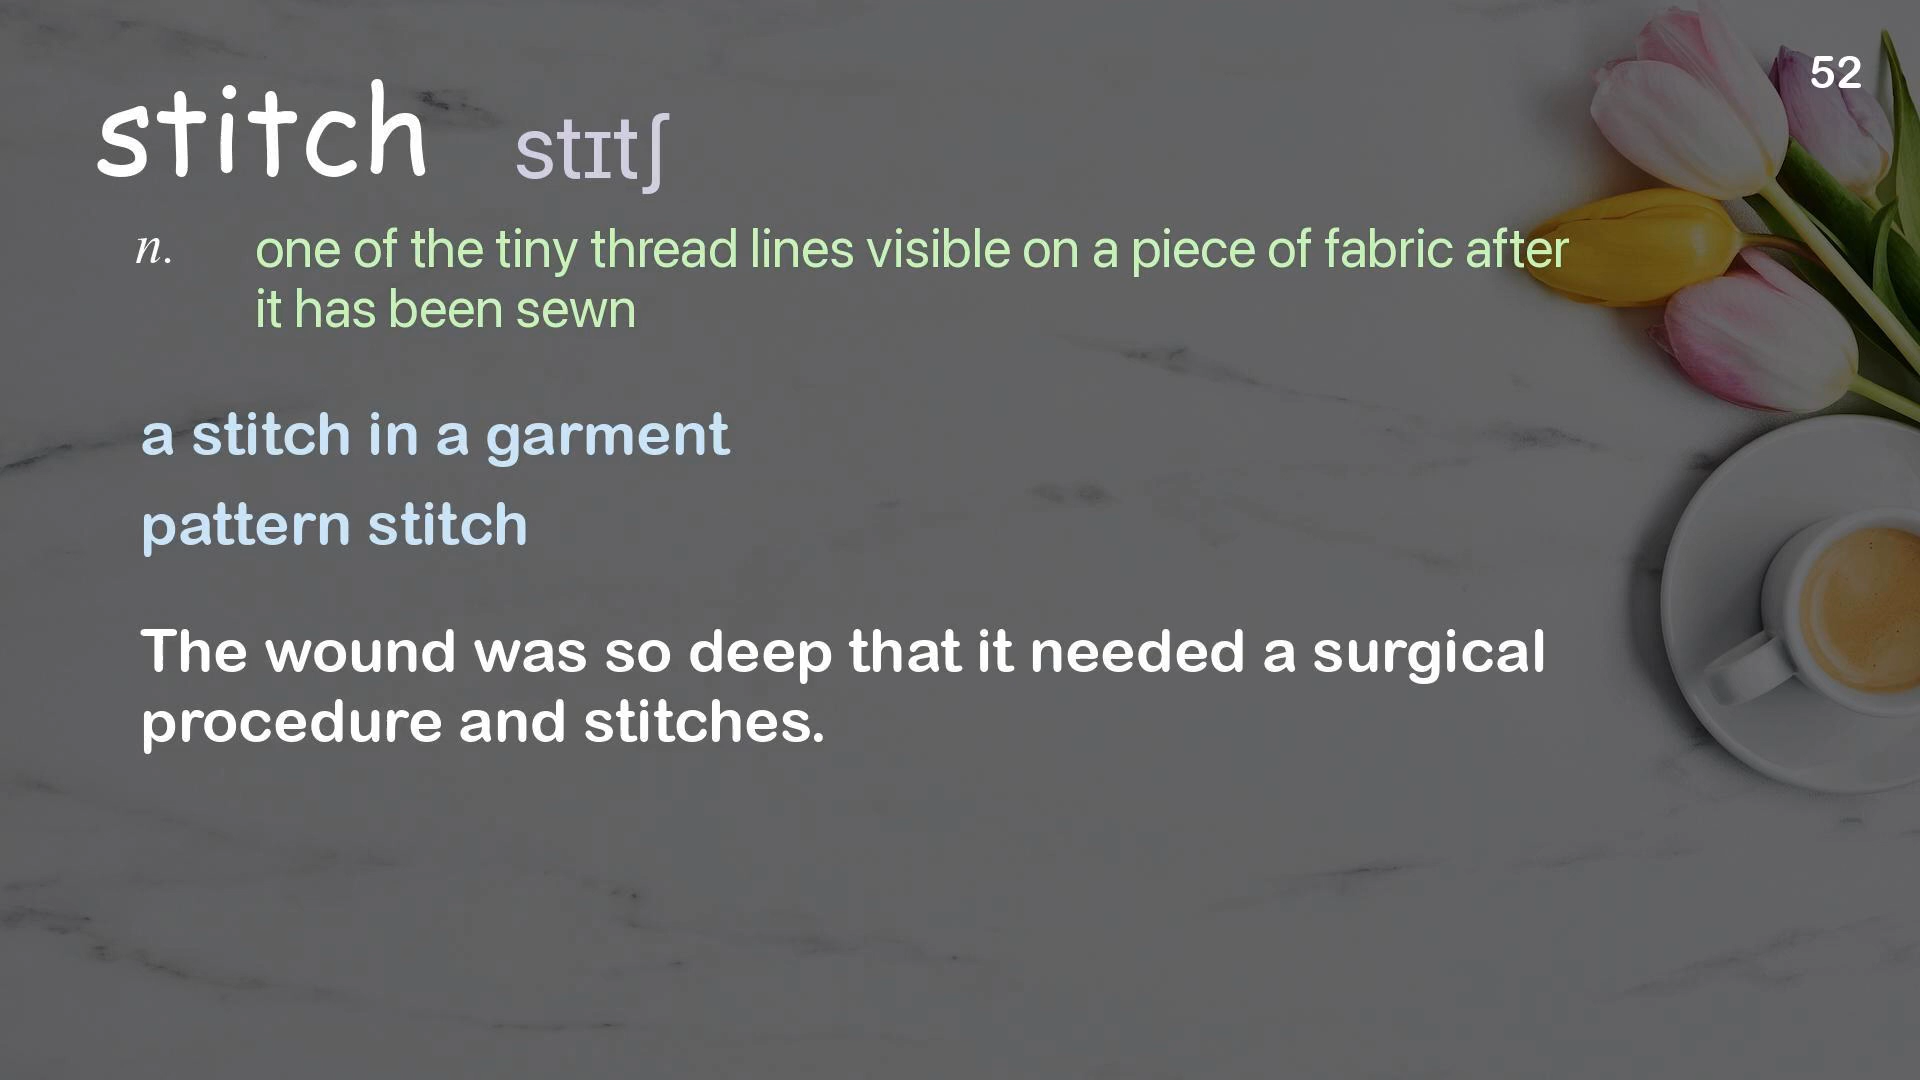 52
stitch stɪtʃ
n. one of the tiny thread lines visible on a piece of fabric after
it has been sewn
a stitch in a garment
pattern stitch
The wound was so deep that it needed a surgical
procedure and stitches.